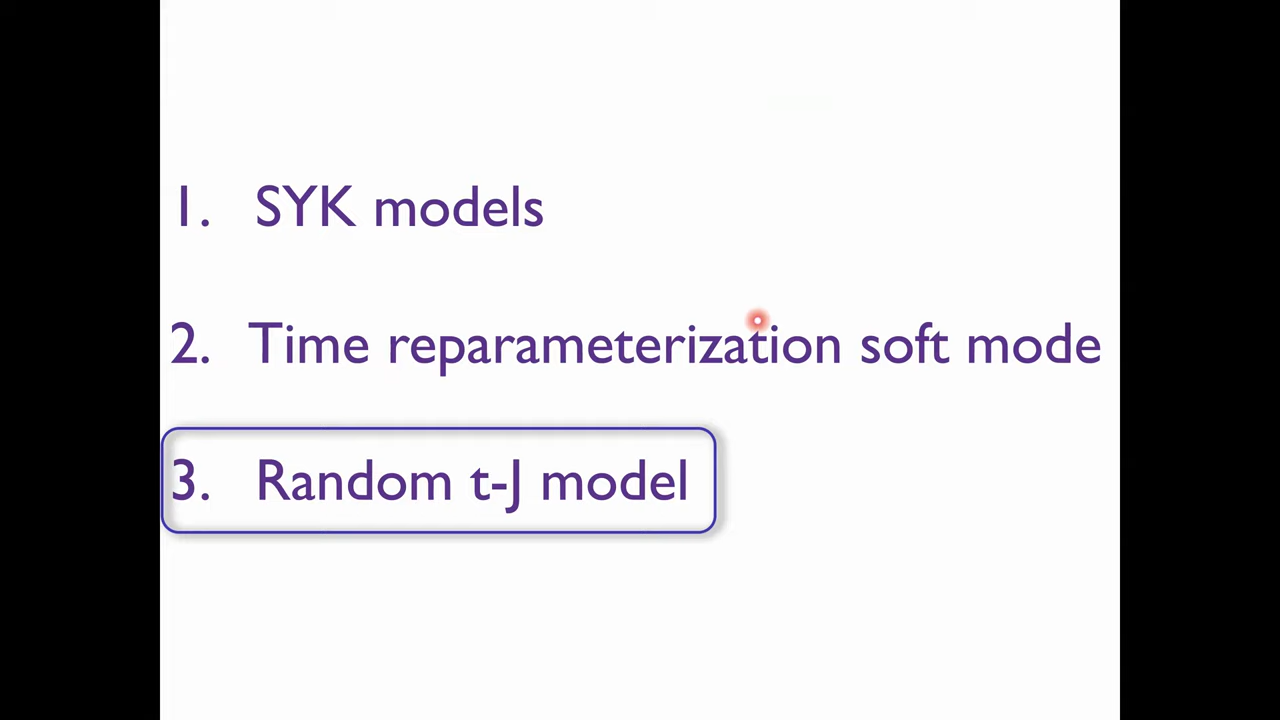 1. SYK models
2. Time reparameterization soft mode
3. Random t-J model